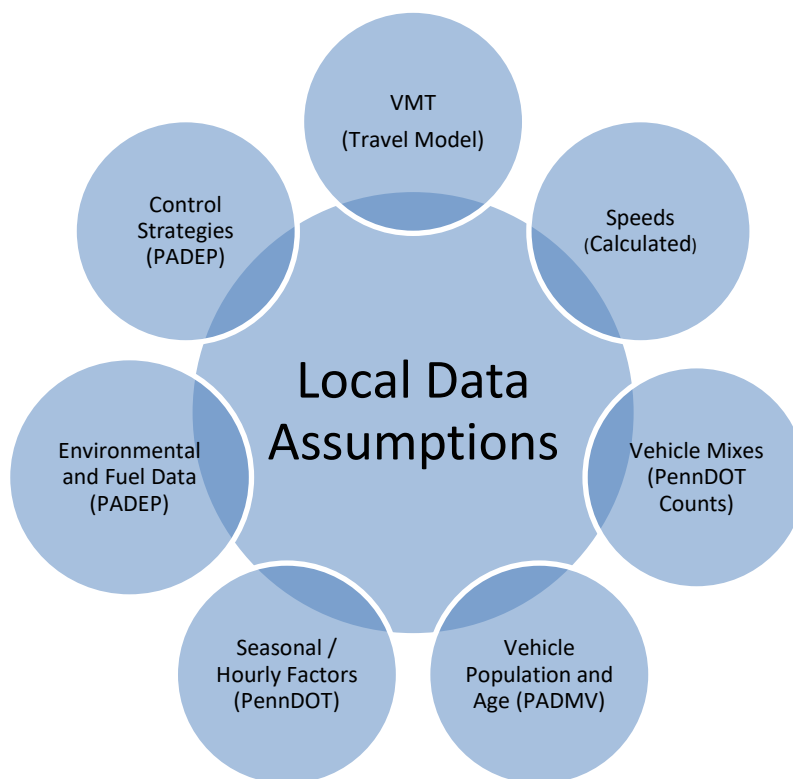 VMT
(Travel Model)
Speeds
(Calculated)
Vehicle Mixes
(PennDOT
Counts)
Vehicle
Population and
Age (PADMV)
Seasonal /
Hourly Factors
(PennDOT)
Environmental
and Fuel Data
(PADEP)
Control
Strategies
(PADEP)
Local Data
Assumptions